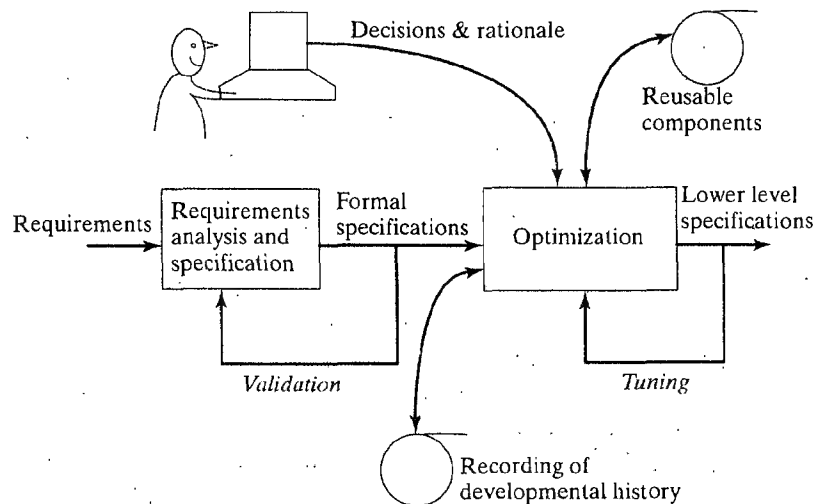 Decisions & rationale
Reusable
components
Requirements
Requirements
analysis and
specification
Formal
specifications
Optimization
Lower level
specifications
Validation
Tuning
Recording of
developmental history